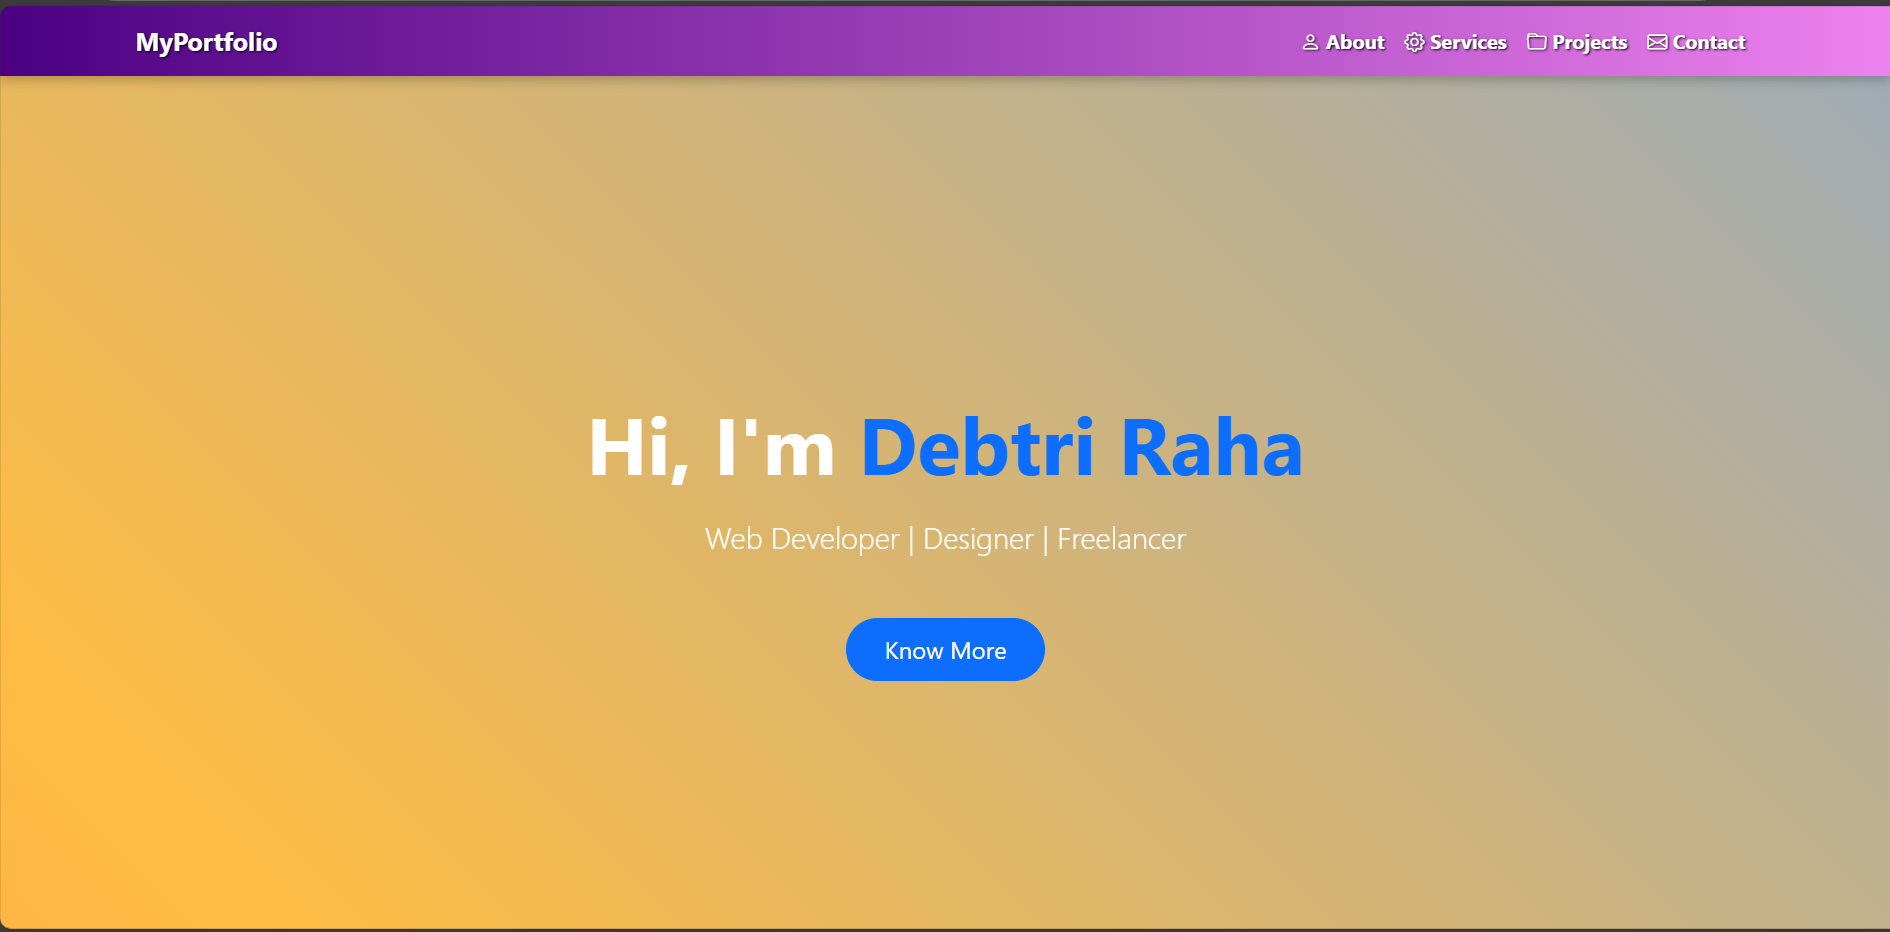 MyPortfolio About Services Projects Contact
Hi, I'm Debtri Raha
Web Developer | Designer | Freelancer
Know More